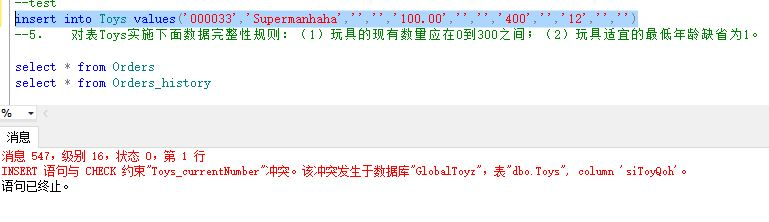 --test
insert into Toys values('000033','Supermanhaha','','','100.00','','','400','','12','','','')
--5.   对表Toys实施下面数据完整性规则：（1）玩具的现有数量应在0到300之间；（2）玩具适宜的最低年龄缺省为1。
select * from Orders
select * from Orders_history
%
消息
消息 547，级别 16，状态 0，第 1 行
INSERT 语句与 CHECK 约束"Toys_currentNumber"冲突。该冲突发生于数据库"GlobalToyz"，表"dbo.Toys", column 'siToyQoh'。
语句已终止。